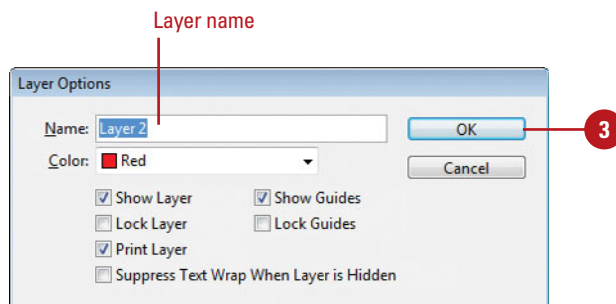 Layer name
Layer Options
Name: Layer 2
OK
3
Color: Red
Cancel
Show Layer Show Guides
Lock Layer Lock Guides
Print Layer
Suppress Text Wrap When Layer is Hidden